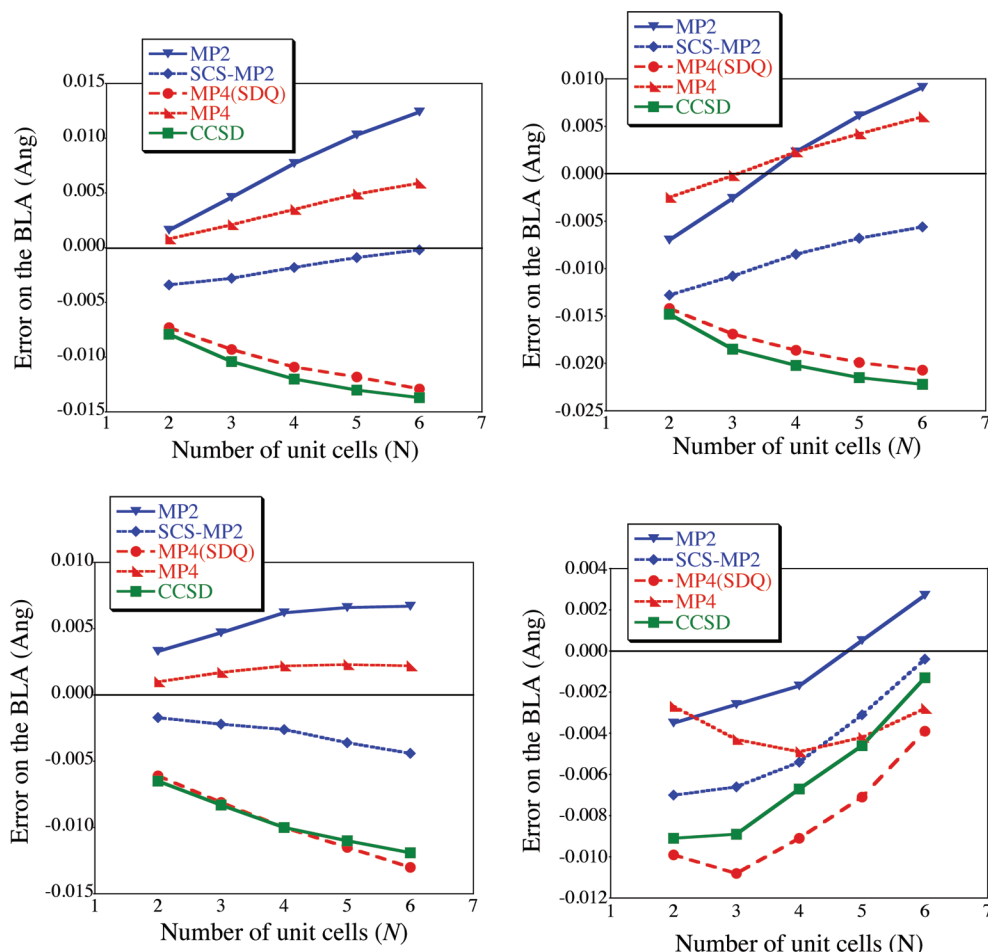 MP2
SCS-MP2
MP4(SDQ)
MP4
CCSD
0.015
0.010
0.005
0.000
-0.005
-0.010
-0.015
Error on the BLA (Ang)
1 2 3 4 5 6 7
Number of unit cells (N)
MP2
SCS-MP2
MP4(SDQ)
MP4
CCSD
0.010
0.005
0.000
-0.005
-0.010
-0.015
-0.020
-0.025
Error on the BLA (Ang)
1 2 3 4 5 6 7
Number of unit cells (N)
MP2
SCS-MP2
MP4(SDQ)
MP4
CCSD
0.010
0.005
0.000
-0.005
-0.010
-0.015
Error on the BLA (Ang)
1 2 3 4 5 6 7
Number of unit cells (N)
MP2
SCS-MP2
MP4(SDQ)
MP4
CCSD
0.004
0.002
0.000
-0.002
-0.004
-0.006
-0.008
-0.010
-0.012
Error on the BLA (Ang)
1 2 3 4 5 6 7
Number of unit cells (N)